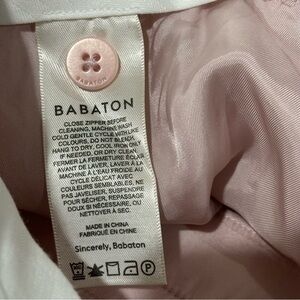 BABATON
BABATON
CLOSE ZIPPER BEFORE
CLEANING, MACHINE WASH
COLD GENTLE CYCLE WITH LIKE
COLOURS, DO NOT BLEACH,
HANG TO DRY, COOL IRON ONLY
IF NEEDED, OR DRY CLEAN.
FERMER LA FERMETURE ÉCLAIR
AVANT DE LAVER, LAVER À LA
MACHINE À L'EAU FROIDE AU
CYCLE DÉLICAT AVEC
COULEURS SEMBLABLES, NE
PAS JAVELISER, SUSPENDRE
POUR SÉCHER, REPASSAGE
DOUX SI NÉCESSAIRE, OU
NETTOYER À SEC.
MADE IN CHINA
FABRIQUÉ EN CHINE
Sincerely, Babaton